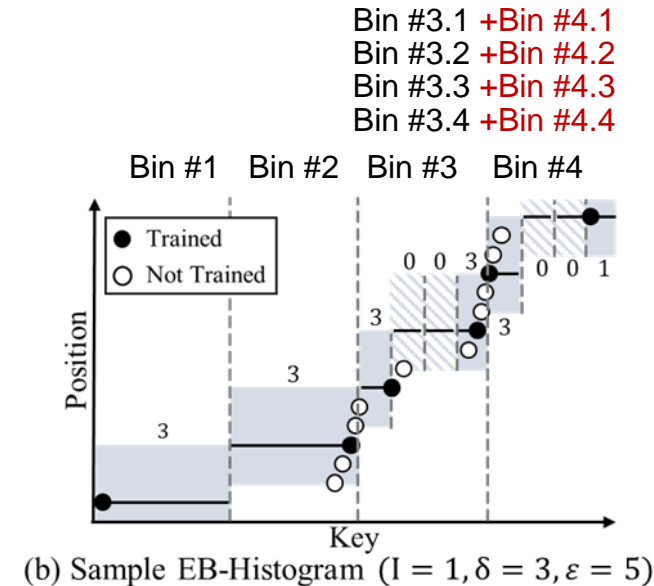 Bin #3.1 +Bin #4.1
Bin #3.2 +Bin #4.2
Bin #3.3 +Bin #4.3
Bin #3.4 +Bin #4.4
Bin #1 Bin #2 Bin #3 Bin #4
Trained
Not Trained
0 0 3
0 0 1
3
3
3
3
Position
Key
(b) Sample EB-Histogram (I = 1, δ = 3, ε = 5)